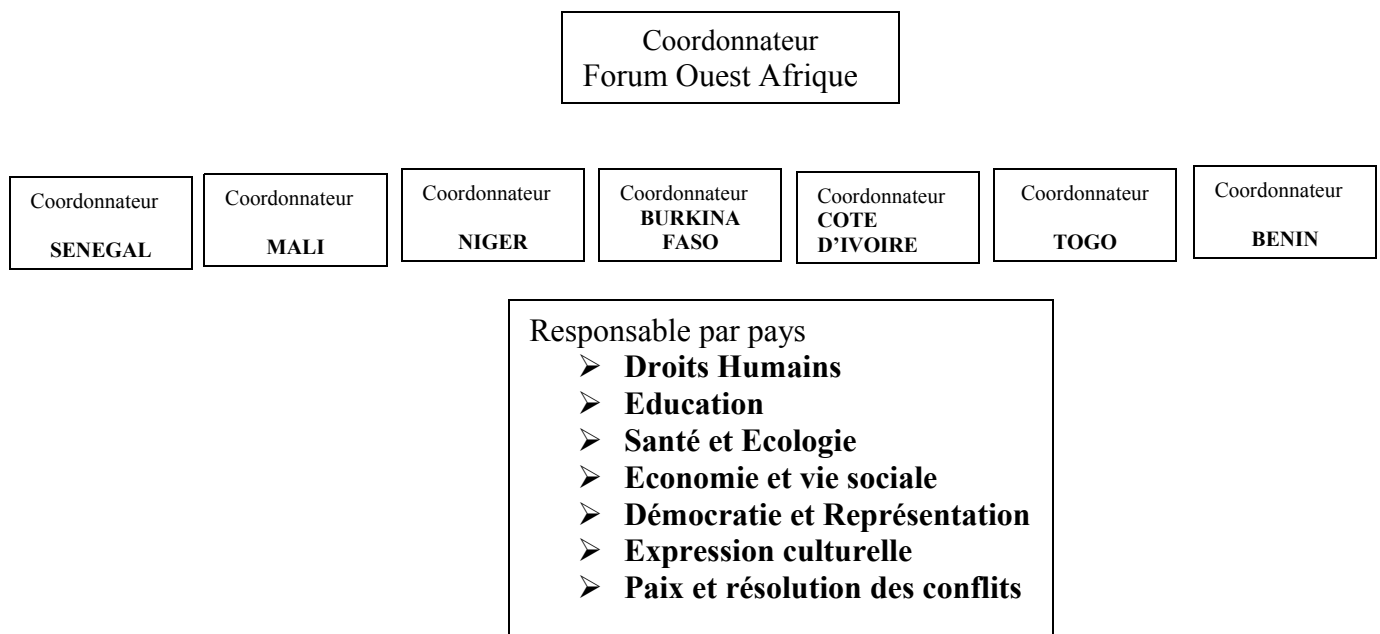 Coordonnateur
Forum Ouest Afrique
Coordonnateur
SENEGAL
Coordonnateur
MALI
Coordonnateur
NIGER
Coordonnateur
BURKINA
FASO
Coordonnateur
COTE
D’IVOIRE
Coordonnateur
TOGO
Coordonnateur
BENIN
Responsable par pays
➢ Droits Humains
➢ Education
➢ Santé et Ecologie
➢ Economie et vie sociale
➢ Démocratie et Représentation
➢ Expression culturelle
➢ Paix et résolution des conflits